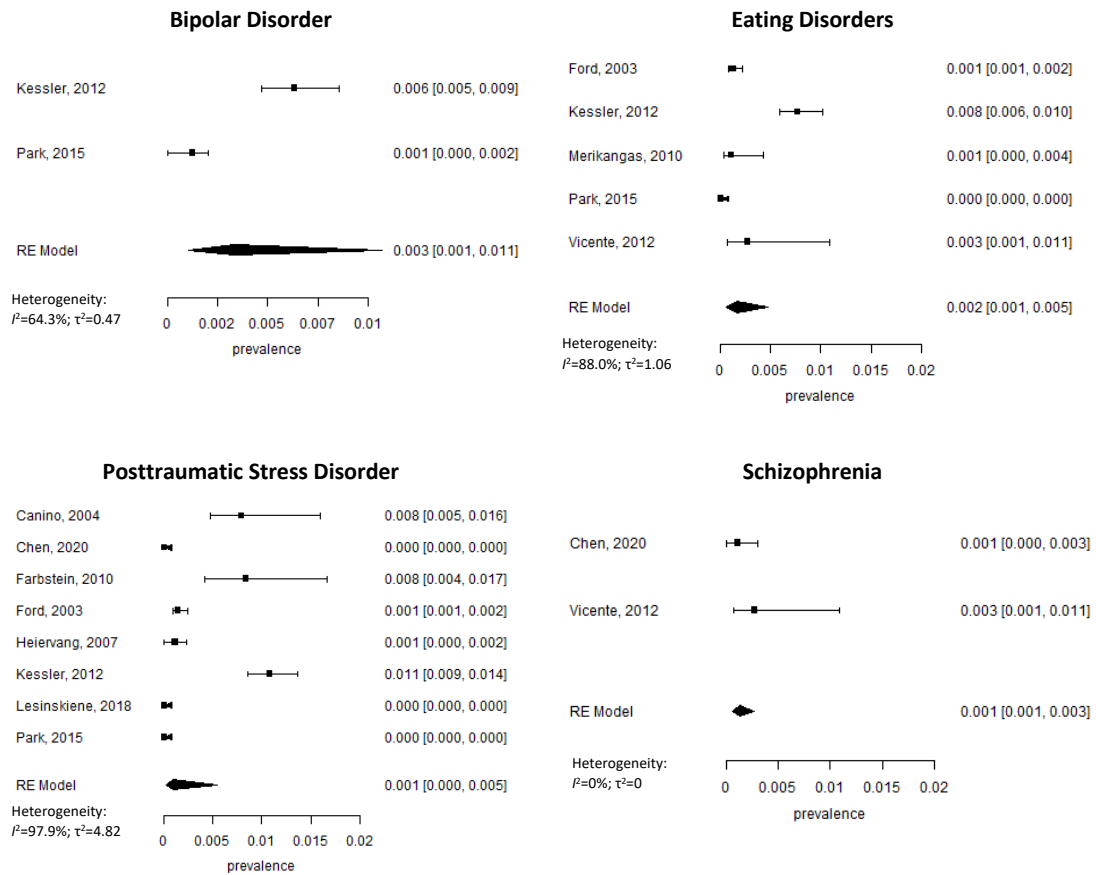 Bipolar Disorder
Kessler, 2012 0.006 [0.005, 0.009]
Park, 2015 0.001 [0.000, 0.002]
RE Model 0.003 [0.001, 0.011]
Heterogeneity:
I²=64.3%; τ²=0.47
0 0.002 0.005 0.007 0.01
prevalence
Eating Disorders
Ford, 2003 0.001 [0.001, 0.002]
Kessler, 2012 0.008 [0.006, 0.010]
Merikangas, 2010 0.001 [0.000, 0.004]
Park, 2015 0.000 [0.000, 0.000]
Vicente, 2012 0.003 [0.001, 0.011]
RE Model 0.002 [0.001, 0.005]
Heterogeneity:
I²=88.0%; τ²=1.06
0 0.005 0.01 0.015 0.02
prevalence
Posttraumatic Stress Disorder
Canino, 2004 0.008 [0.005, 0.016]
Chen, 2020 0.000 [0.000, 0.000]
Farbstein, 2010 0.008 [0.004, 0.017]
Ford, 2003 0.001 [0.001, 0.002]
Heiervang, 2007 0.001 [0.000, 0.002]
Kessler, 2012 0.011 [0.009, 0.014]
Lesinskiene, 2018 0.000 [0.000, 0.000]
Park, 2015 0.000 [0.000, 0.000]
RE Model 0.001 [0.000, 0.005]
Heterogeneity:
I²=97.9%; τ²=4.82
0 0.005 0.01 0.015 0.02
prevalence
Schizophrenia
Chen, 2020 0.001 [0.000, 0.003]
Vicente, 2012 0.003 [0.001, 0.011]
RE Model 0.001 [0.001, 0.003]
Heterogeneity:
I²=0%; τ²=0
0 0.005 0.01 0.015 0.02
prevalence